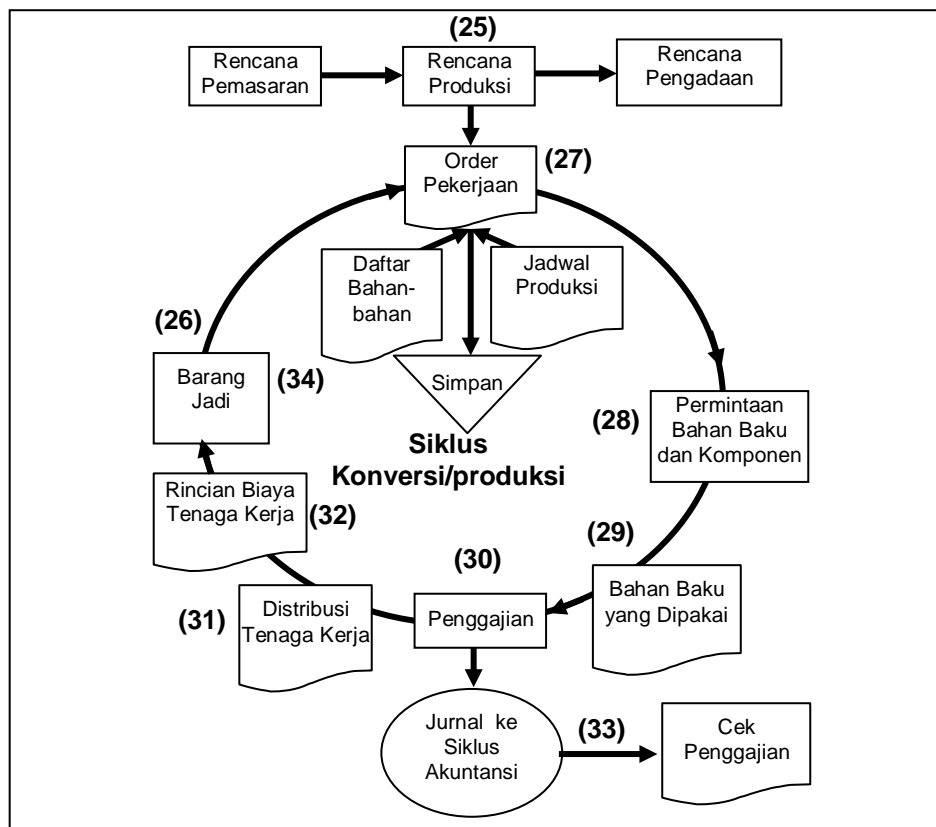 (25)
Rencana
Pemasaran
Rencana
Produksi
Rencana
Pengadaan
Order
Pekerjaan
(27)
Daftar
Bahan-
bahan
Jadwal
Produksi
(26)
Barang
Jadi
(34)
Simpan
(28)
Permintaan
Bahan Baku
dan Komponen
Siklus
Konversi/produksi
Rincian Biaya
Tenaga Kerja
(32)
(29)
(30)
Bahan Baku
yang Dipakai
(31)
Distribusi
Tenaga Kerja
Penggajian
Jurnal ke
Siklus
Akuntansi
(33)
Cek
Penggajian